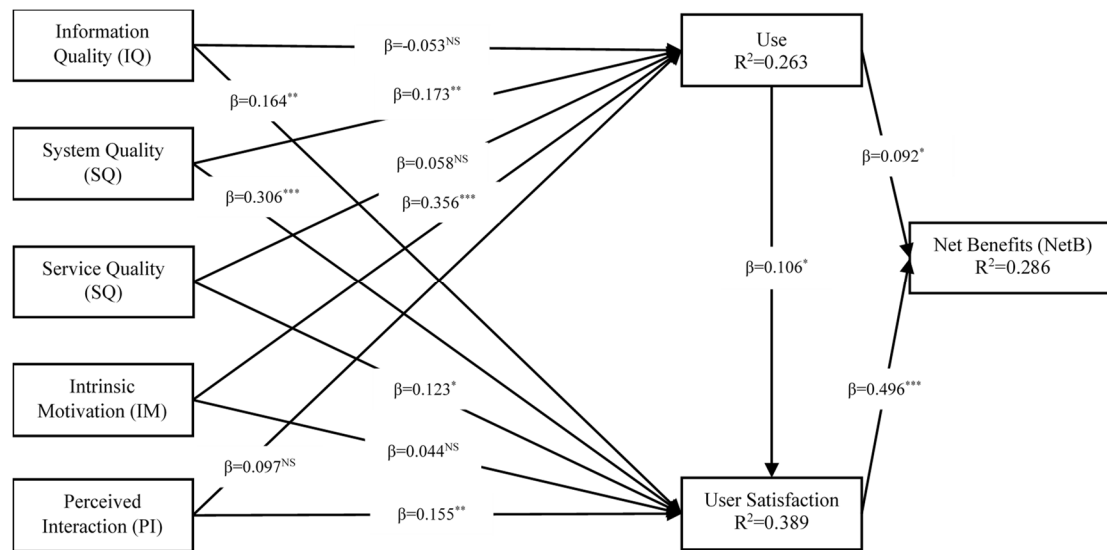 Information
Quality (IQ)
System Quality
(SQ)
Service Quality
(SQ)
Intrinsic
Motivation (IM)
Perceived
Interaction (PI)
β=-0.053NS
β=0.164**
β=0.173**
β=0.058NS
β=0.306***
β=0.356***
β=0.123*
β=0.044NS
β=0.097NS
β=0.155**
Use
R²=0.263
β=0.106*
User Satisfaction
R²=0.389
β=0.092*
β=0.496***
Net Benefits (NetB)
R²=0.286